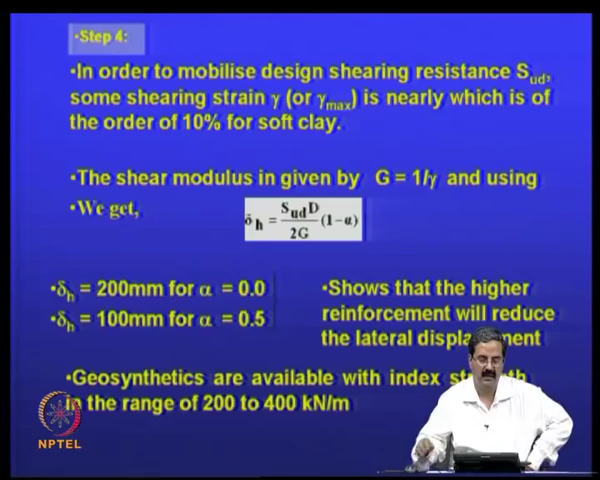 •Step 4:
•In order to mobilise design shearing resistance Sud,
some shearing strain γ (or γmax) is nearly which is of
the order of 10% for soft clay.
•The shear modulus in given by G = 1/γ and using
•We get,
δh = SudD/2G (1-α)
•δh = 200mm for α = 0.0
•δh = 100mm for α = 0.5
•Shows that the higher
reinforcement will reduce
the lateral displa ment
•Geosynthetics are available with index st th
in the range of 200 to 400 kN/m
NPTEL